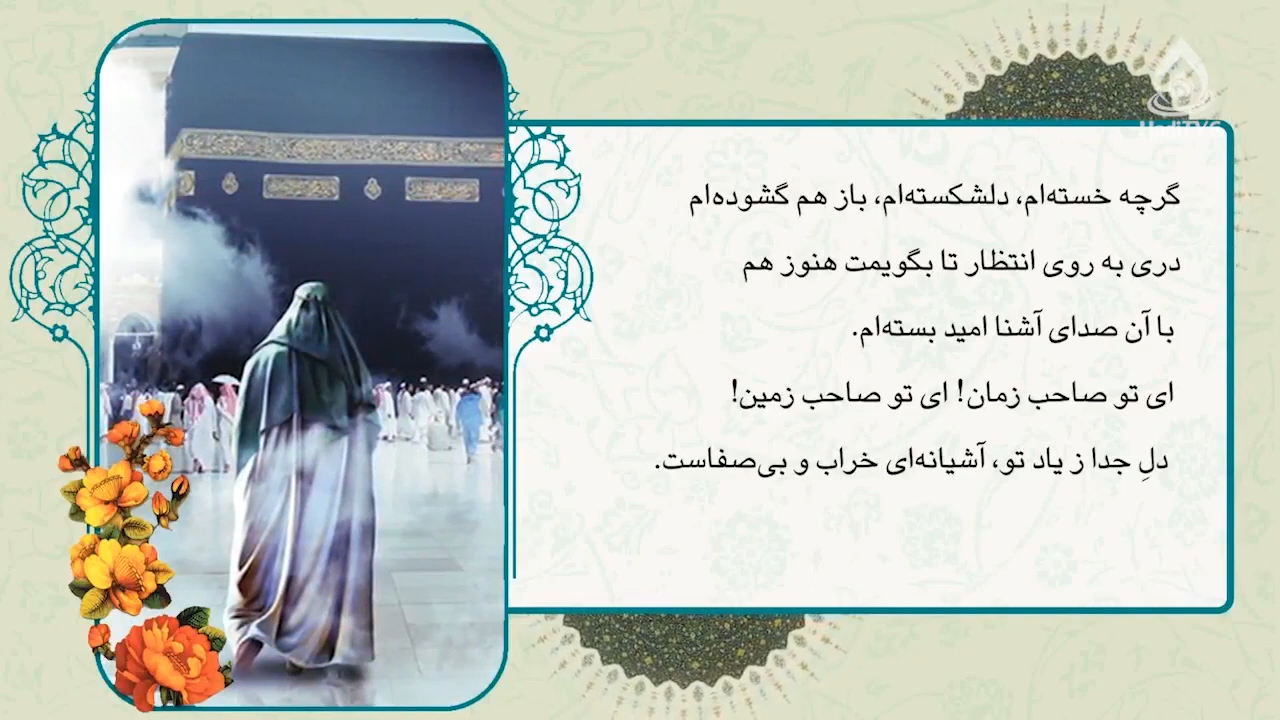 گرچه خسته‌ام، دلشکسته‌ام، باز هم گشوده‌ام
دری به روی انتظار تا بگویمت هنوز هم
با آن صدای آشنا امید بسته‌ام.
ای تو صاحب زمان! ای تو صاحب زمین!
دلِ جدا ز یاد تو، آشیانه‌ای خراب و بی‌صفاست.